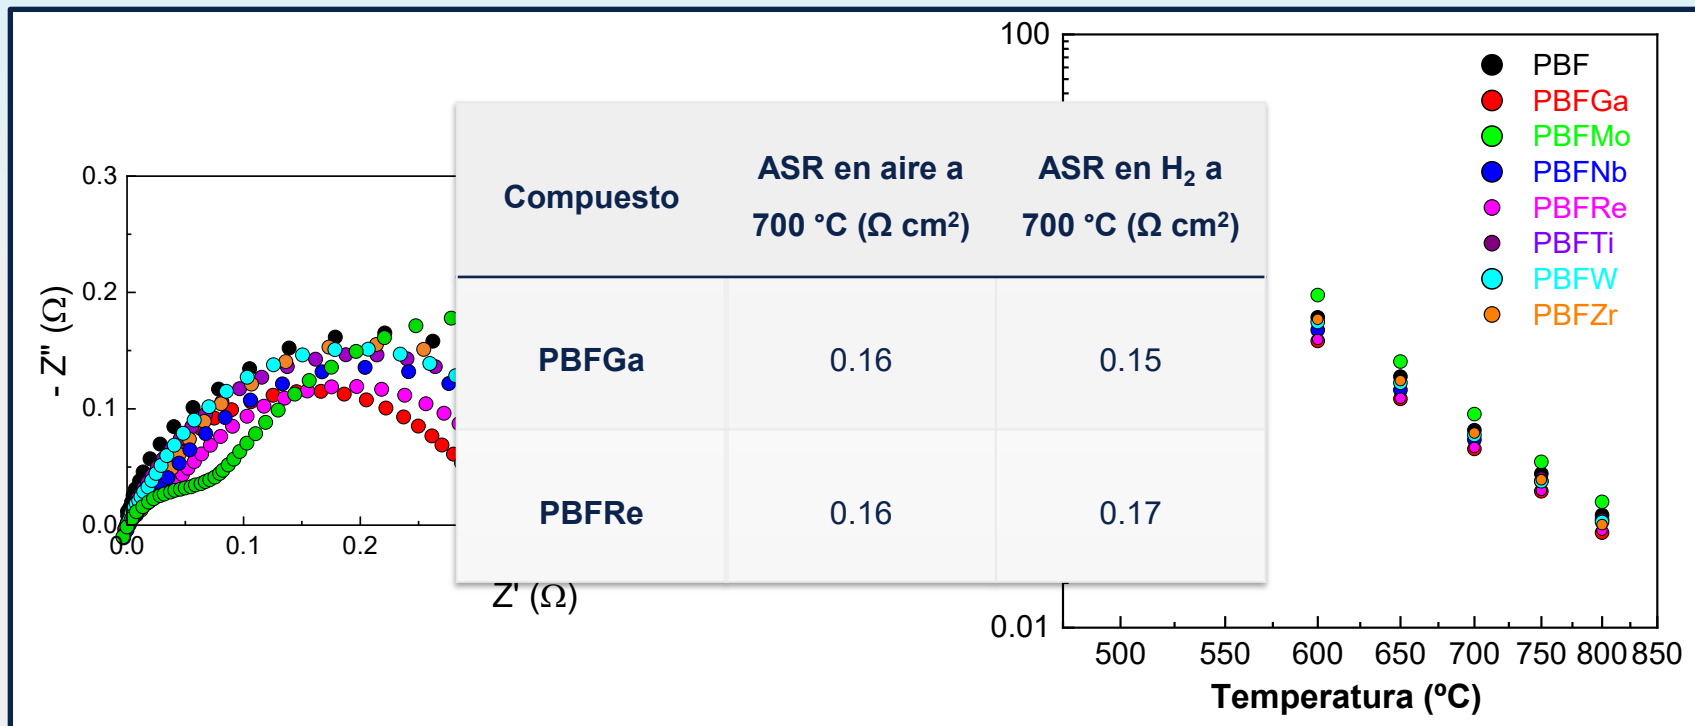 0.3
0.2
0.1
0.0
- Z" (Ω)
0.0 0.1 0.2
Z' (Ω)
Compuesto
ASR en aire a
700 °C (Ω cm²)
ASR en H₂ a
700 °C (Ω cm²)
PBFGa 0.16 0.15
PBFRe 0.16 0.17
100
0.01
PBF
PBFGa
PBFMo
PBFNb
PBFRe
PBFTi
PBFW
PBFZr
500 550 600 650 700 750 800 850
Temperatura (ºC)